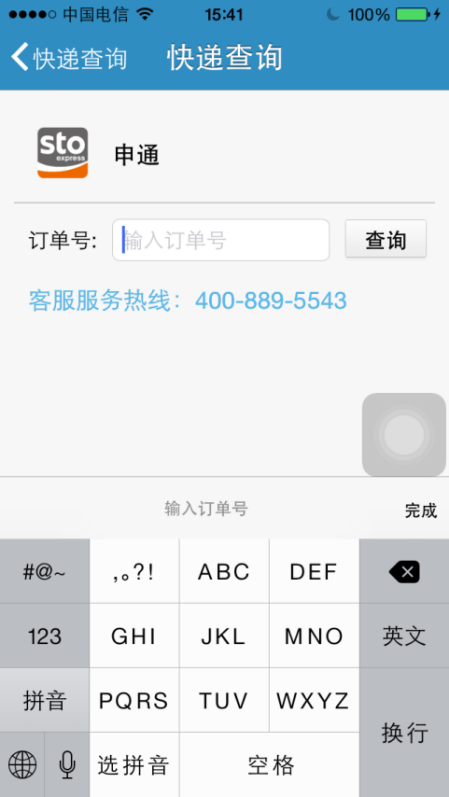 中国电信 15:41 100%
快递查询 快递查询
sto
express
申通
订单号: 输入订单号 查询
客服服务热线：400-889-5543
输入订单号 完成
#@~ ,。?! ABC DEF
123 GHI JKL MNO 英文
拼音 PQRS TUV WXYZ
换行
选拼音 空格